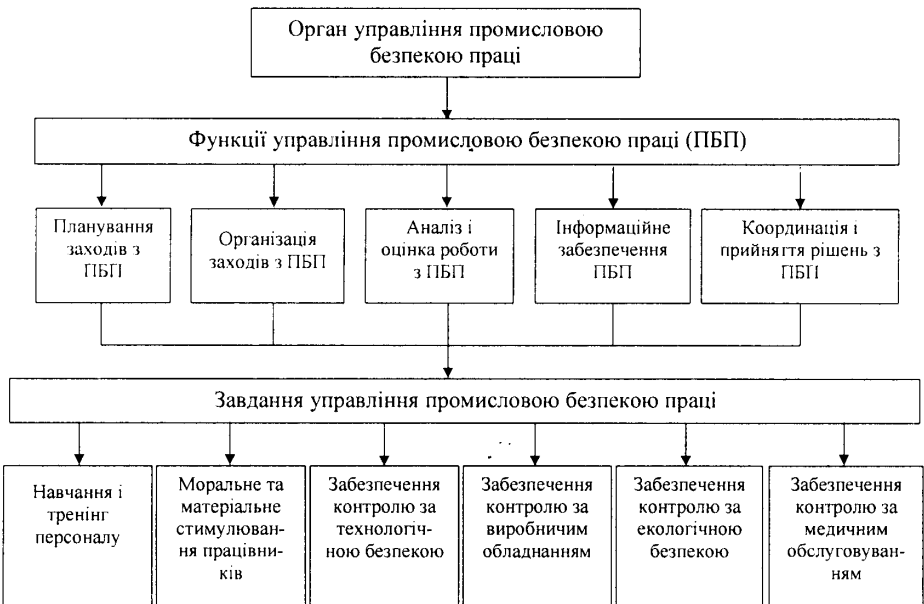 Орган управління промисловою
безпекою праці
Функції управління промисловою безпекою праці (ПБП)
Планування
заходів з
ПБП
Організація
заходів з ПБП
Аналіз і
оцінка роботи
з ПБП
Інформаційне
забезпечення
ПБП
Координація і
прийняття рішень з
ПБП
Завдання управління промисловою безпекою праці
Навчання і
тренінг
персоналу
Моральне та
матеріальне
стимулюван-
ня працівни-
ків
Забезпечення
контролю за
технологіч-
ною безпекою
Забезпечення
контролю за
виробничим
обладнанням
Забезпечення
контролю за
екологічною
безпекою
Забезпечення
контролю за
медичним
обслуговуван-
ням